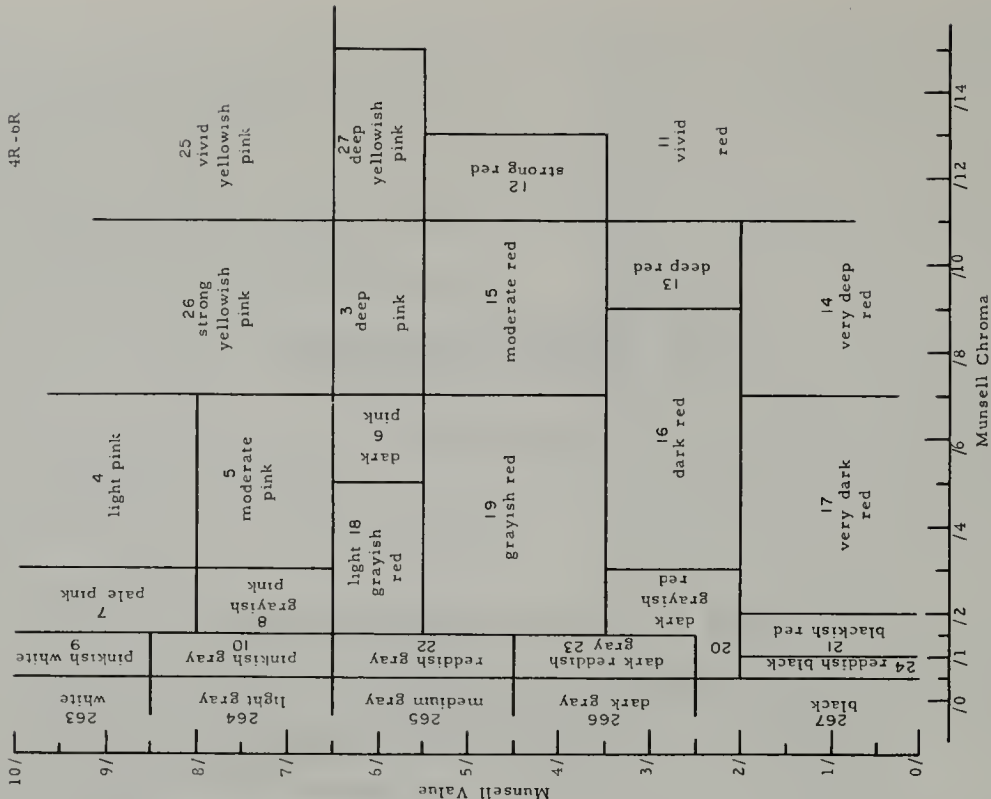 4R-6R
25
vivid
yellowish
pink
27
deep
yellowish
pink
12
strong red
11
vivid
red
26
strong
yellowish
pink
3
deep
pink
15
moderate red
13
deep red
14
very deep
red
4
light pink
5
moderate
pink
6
dark
pink
light 18
grayish
red
19
grayish red
16
dark red
17
very dark
red
7
pale pink
8
grayish
pink
dark
grayish
red
20
21
blackish red
9
pinkish white
10
pinkish gray
22
reddish gray
dark reddish
gray 23
24 reddish black
263
white
264
light gray
265
medium gray
266
dark gray
267
black
10/
9/
8/
7/
6/
5/
4/
3/
2/
1/
0/
Munsell Value
/0
/1
/2
/4
/6
/8
/10
/12
/14
Munsell Chroma